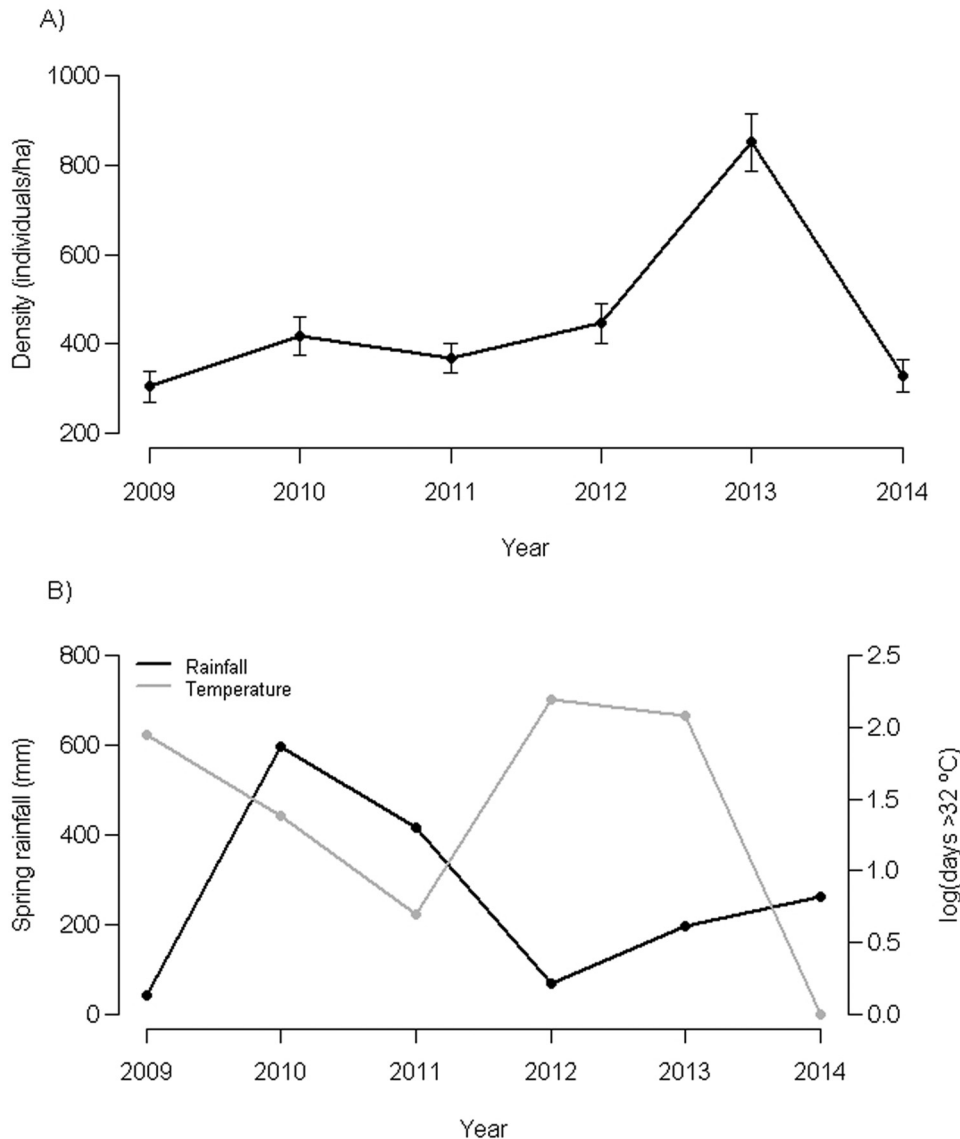 A)
1000
800
600
400
200
Density (individuals/ha)
2009 2010 2011 2012 2013 2014
Year
B)
800
600
400
200
0
Spring rainfall (mm)
Rainfall
Temperature
2.5
2.0
1.5
1.0
0.5
0.0
log(days >32 ºC)
2009 2010 2011 2012 2013 2014
Year